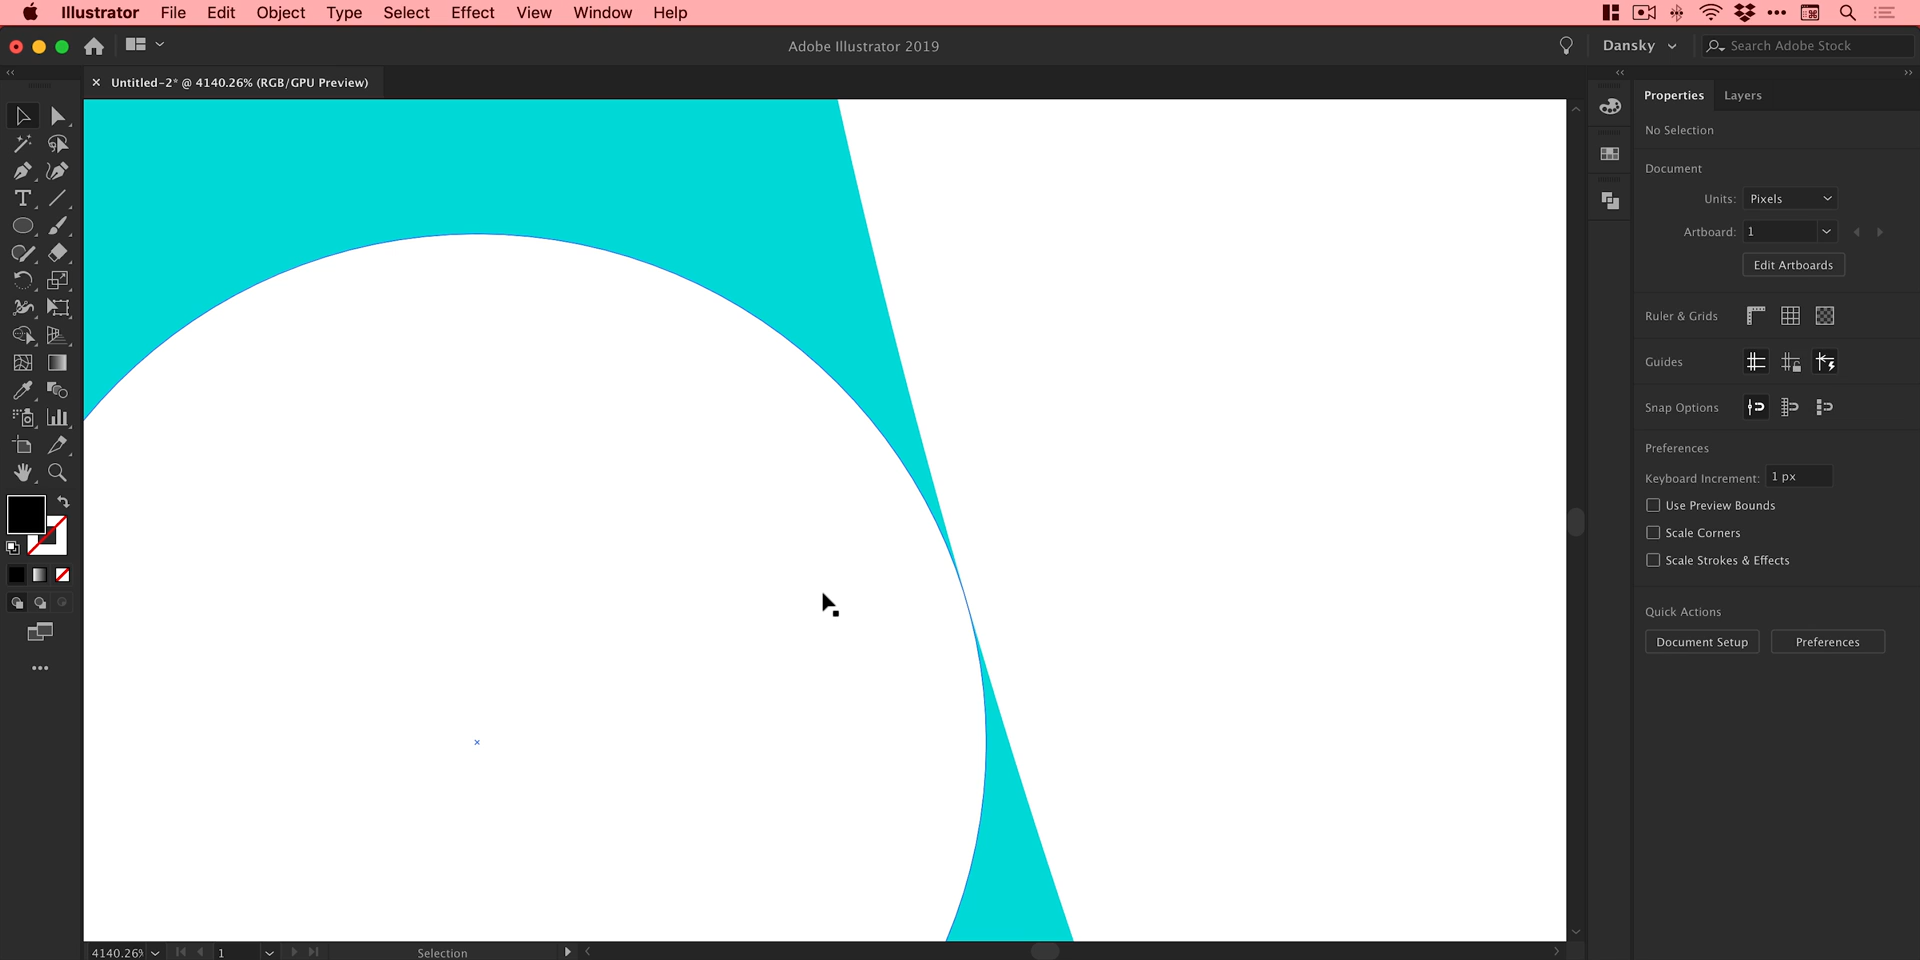 Illustrator File Edit Object Type Select Effect View Window Help
Adobe Illustrator 2019
Dansky
Search Adobe Stock
Untitled-2* @ 4140.26% (RGB/GPU Preview)
Properties Layers
No Selection
Document
Units: Pixels
Artboard: 1
Edit Artboards
Ruler & Grids
Guides
Snap Options
Preferences
Keyboard Increment: 1 px
Use Preview Bounds
Scale Corners
Scale Strokes & Effects
Quick Actions
Document Setup Preferences
4140.26% 1 Selection